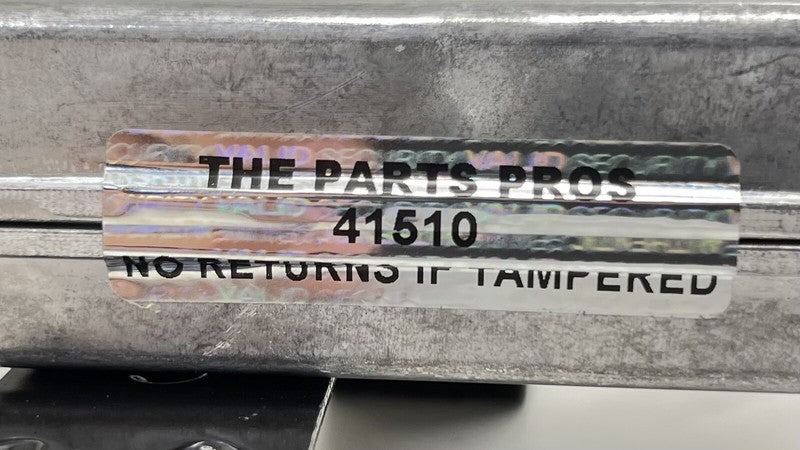 THE PARTS PROS
41510
NO RETURNS IF TAMPERED